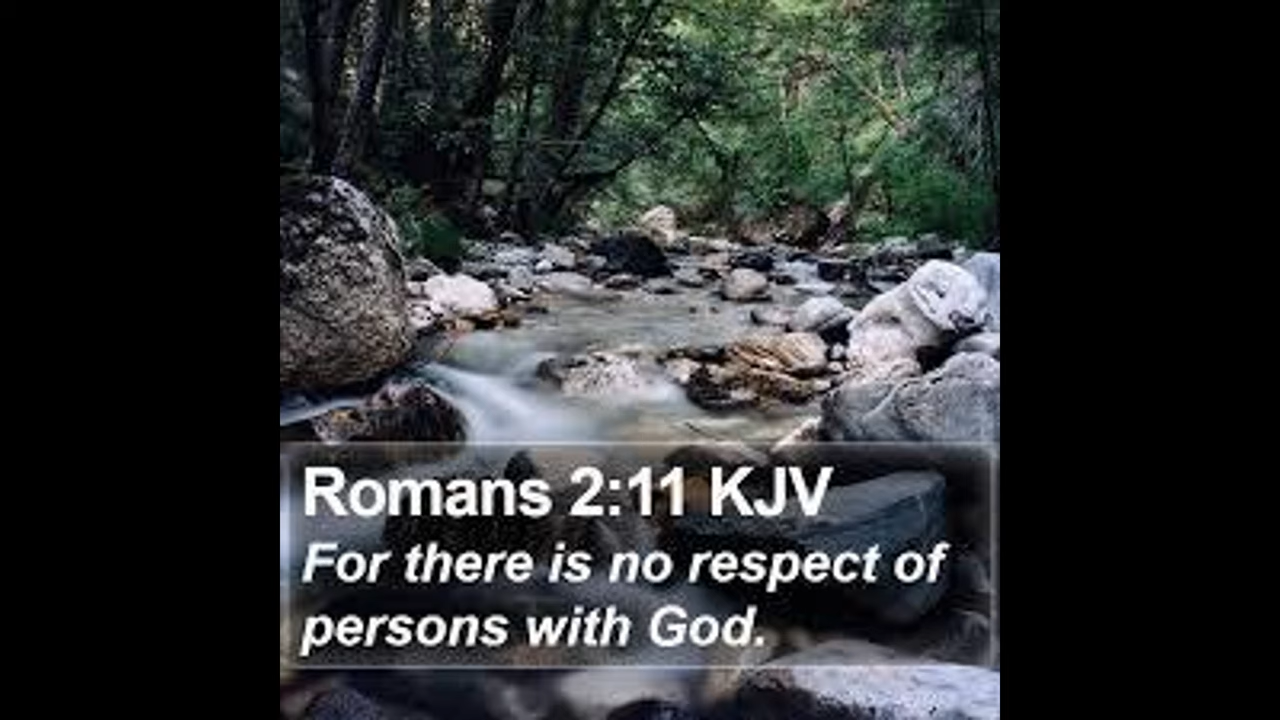 Romans 2:11 KJV
For there is no respect of
persons with God.